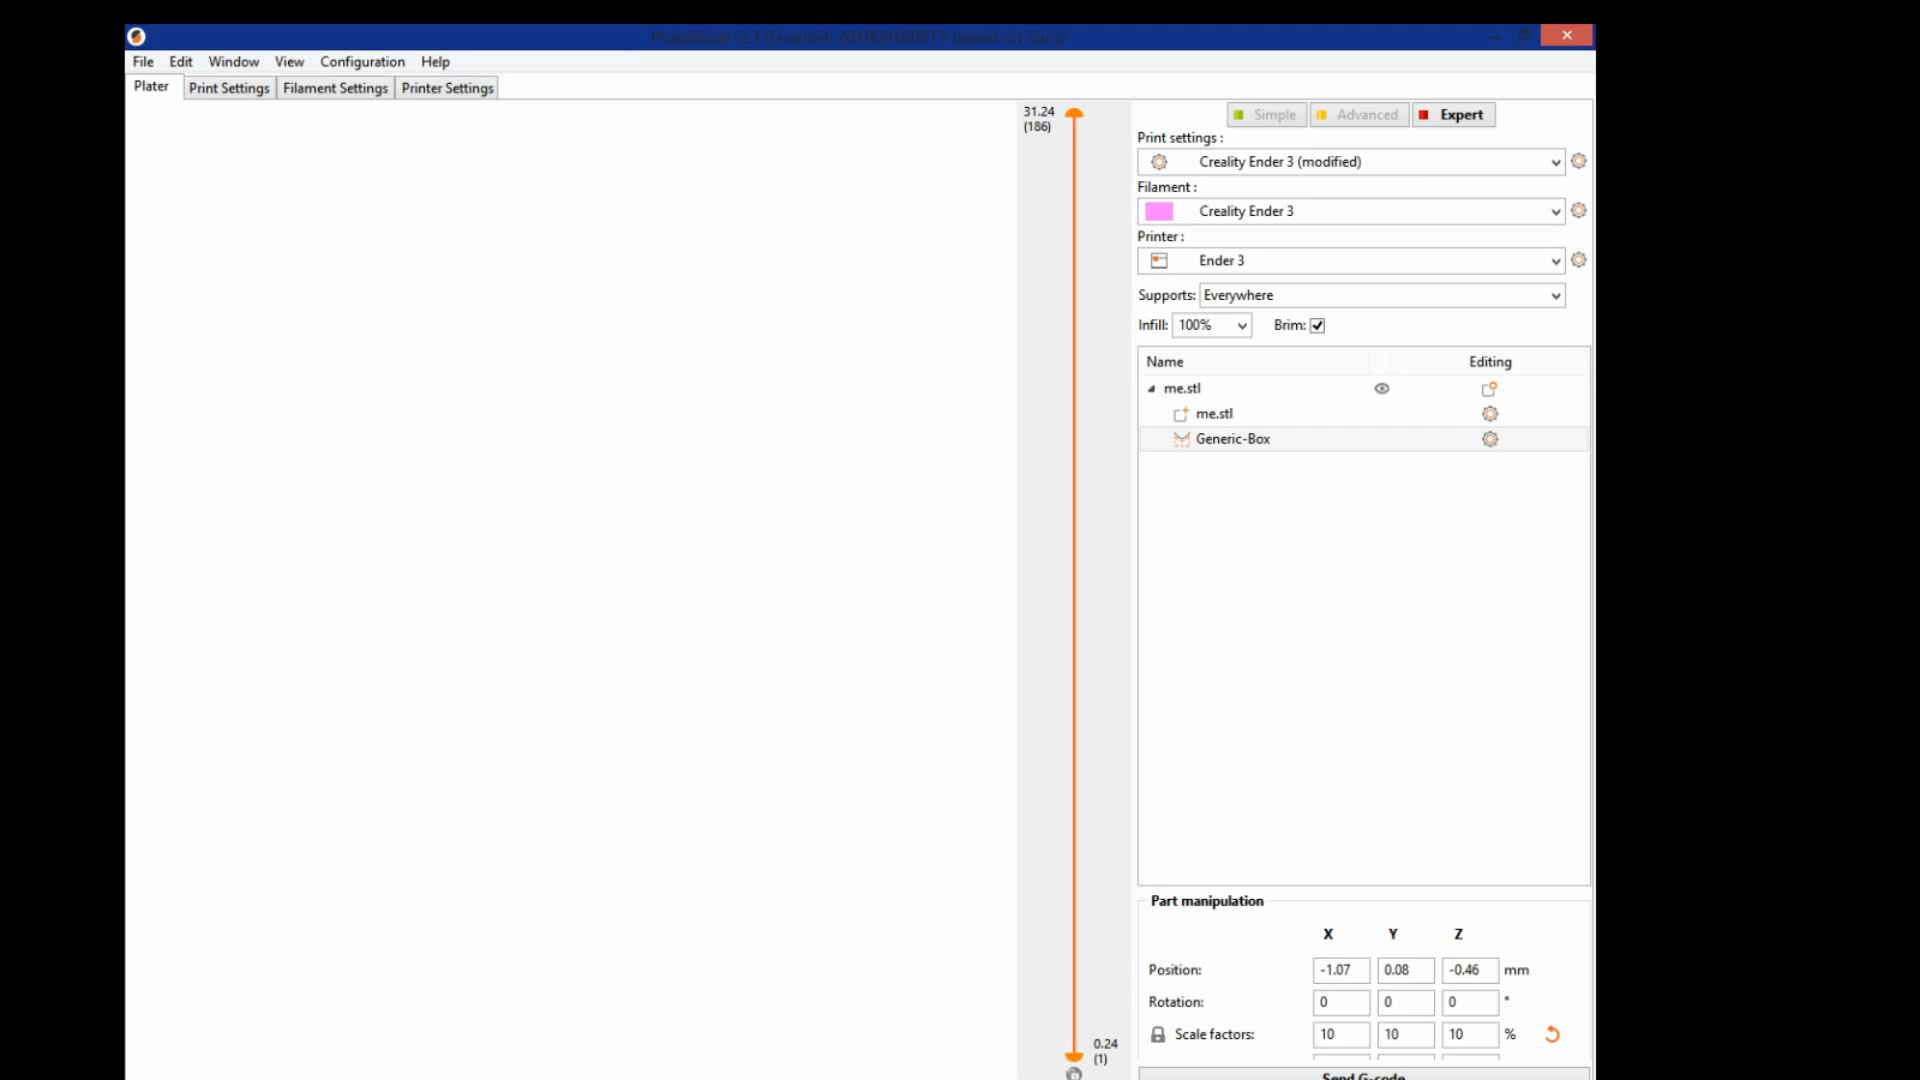 File Edit Window View Configuration Help
Plater Print Settings Filament Settings Printer Settings
31.24
(186)
Simple Advanced Expert
Print settings :
Creality Ender 3 (modified)
Filament :
Creality Ender 3
Printer :
Ender 3
Supports: Everywhere
Infill: 100% Brim:
Name Editing
me.stl
me.stl
Generic-Box
Part manipulation
X Y Z
Position: -1.07 0.08 -0.46 mm
Rotation: 0 0 0 °
Scale factors: 10 10 10 %
0.24
(1)
Send G-code